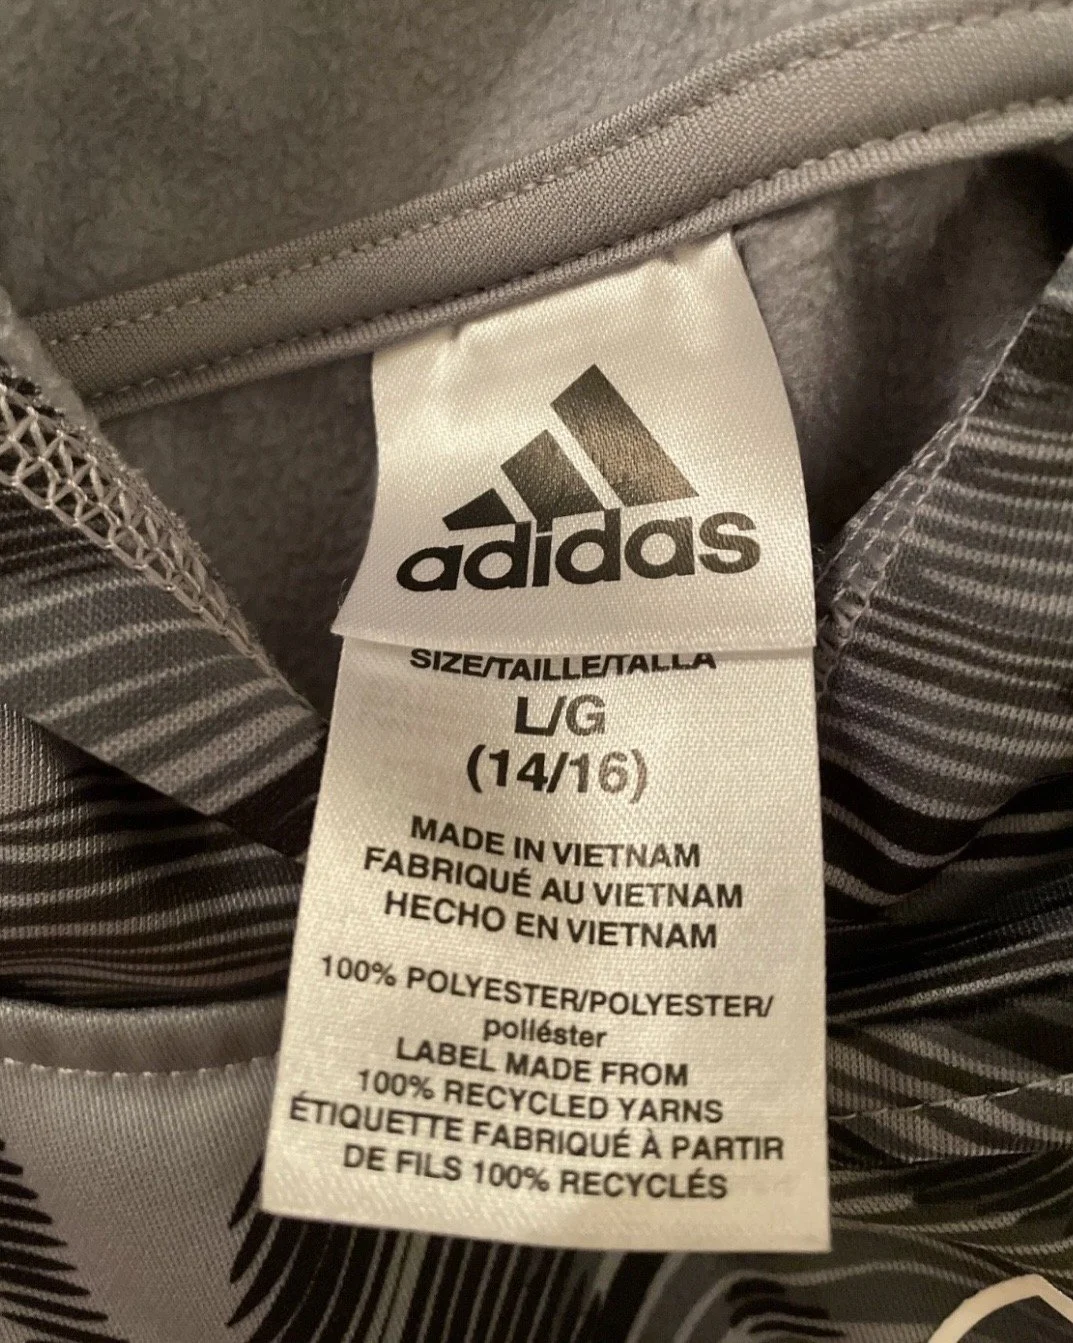 adidas
SIZE/TAILLE/TALLA
L/G
(14/16)
MADE IN VIETNAM
FABRIQUÉ AU VIETNAM
HECHO EN VIETNAM
100% POLYESTER/POLYESTER/
poliéster
LABEL MADE FROM
100% RECYCLED YARNS
ÉTIQUETTE FABRIQUÉ À PARTIR
DE FILS 100% RECYCLÉS